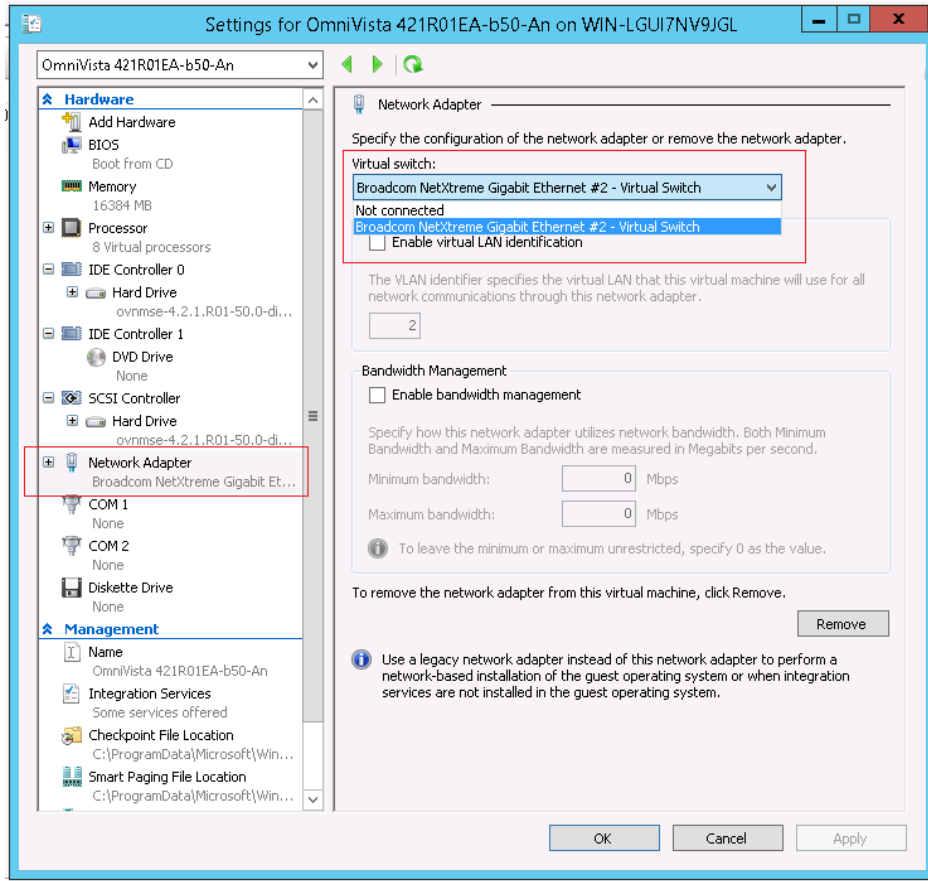 Settings for OmniVista 421R01EA-b50-An on WIN-LGUI7NV9JGL
OmniVista 421R01EA-b50-An
Hardware
Add Hardware
BIOS
Boot from CD
Memory
16384 MB
Processor
8 Virtual processors
IDE Controller 0
Hard Drive
ovnmse-4.2.1.R01-50.0-di...
IDE Controller 1
DVD Drive
None
SCSI Controller
Hard Drive
ovnmse-4.2.1.R01-50.0-di...
Network Adapter
Broadcom NetXtreme Gigabit Et...
COM 1
None
COM 2
None
Diskette Drive
None
Management
Name
OmniVista 421R01EA-b50-An
Integration Services
Some services offered
Checkpoint File Location
C:\ProgramData\Microsoft\Win...
Smart Paging File Location
C:\ProgramData\Microsoft\Win...
Network Adapter
Specify the configuration of the network adapter or remove the network adapter.
Virtual switch:
Broadcom NetXtreme Gigabit Ethernet #2 - Virtual Switch
Not connected
Broadcom NetXtreme Gigabit Ethernet #2 - Virtual Switch
Enable virtual LAN identification
The VLAN identifier specifies the virtual LAN that this virtual machine will use for all
network communications through this network adapter.
2
Bandwidth Management
Enable bandwidth management
Specify how this network adapter utilizes network bandwidth. Both Minimum
Bandwidth and Maximum Bandwidth are measured in Megabits per second.
Minimum bandwidth: 0 Mbps
Maximum bandwidth: 0 Mbps
To leave the minimum or maximum unrestricted, specify 0 as the value.
To remove the network adapter from this virtual machine, click Remove.
Remove
Use a legacy network adapter instead of this network adapter to perform a
network-based installation of the guest operating system or when integration
services are not installed in the guest operating system.
OK Cancel Apply